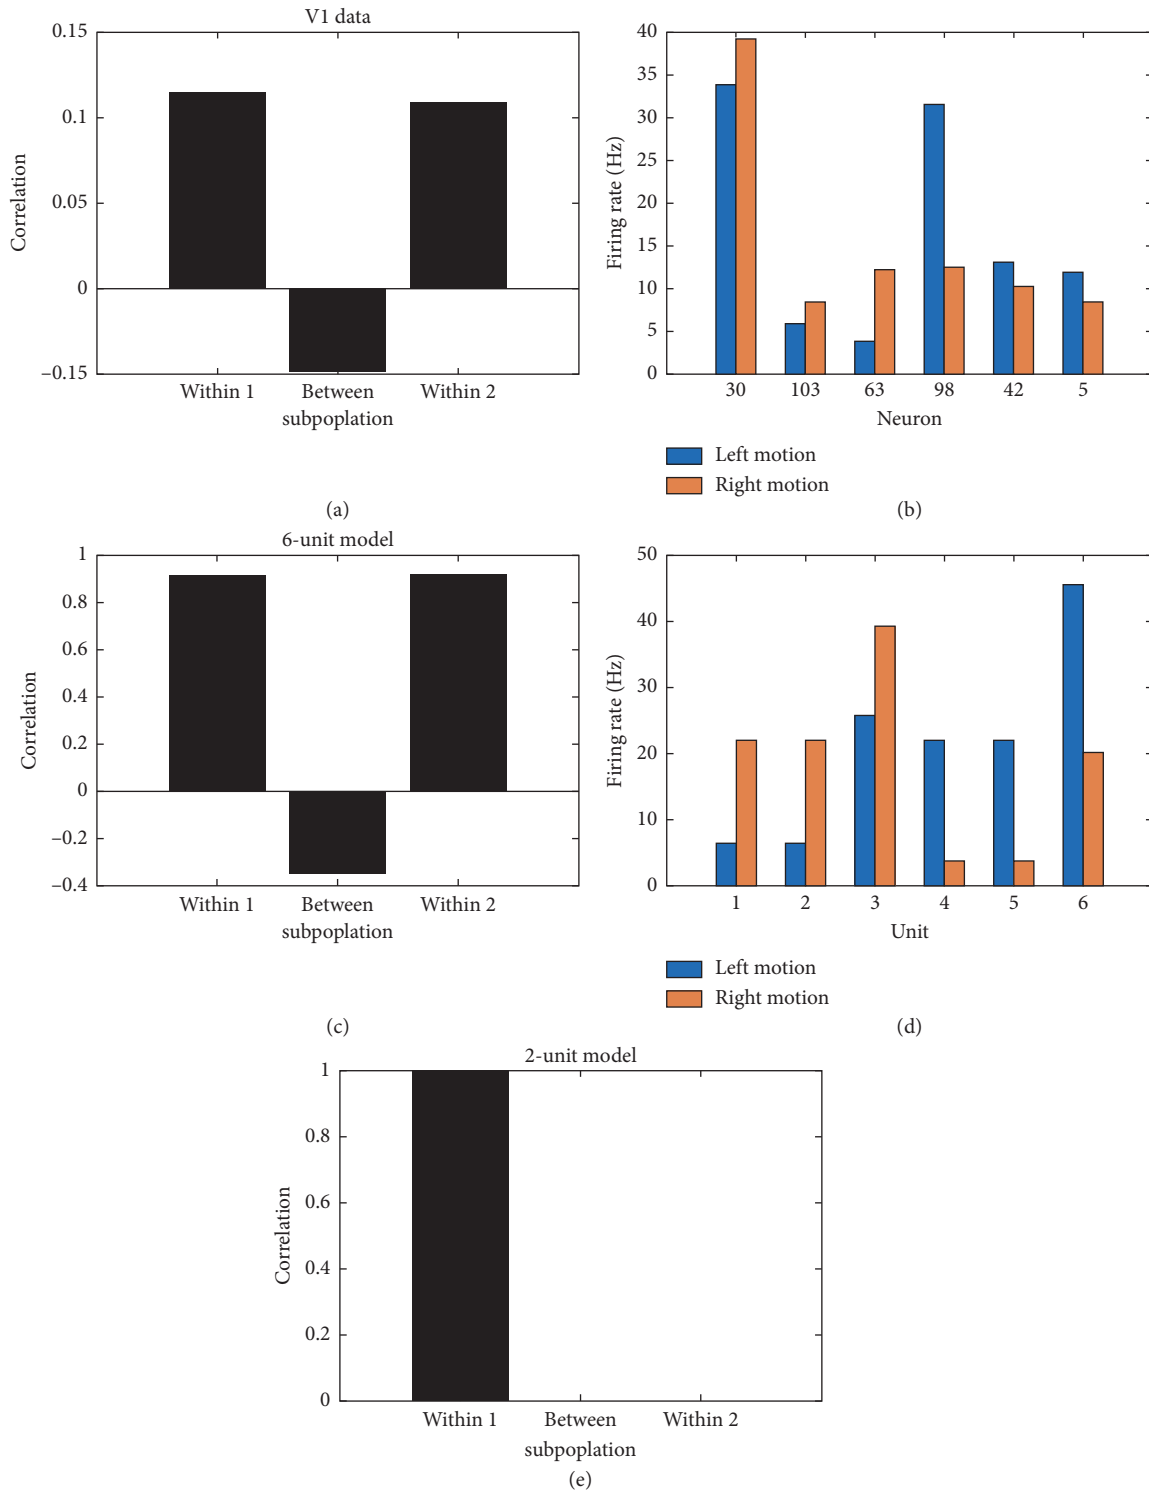 V1 data
0.15
0.1
0.05
0
–0.15
Correlation
Within 1 Between Within 2
subpoplation
(a)
40
35
30
25
20
15
10
5
0
Firing rate (Hz)
30 103 63 98 42 5
Neuron
Left motion
Right motion
(b)
6-unit model
1
0.8
0.6
0.4
0.2
0
–0.2
–0.4
Correlation
Within 1 Between Within 2
subpoplation
(c)
50
40
30
20
10
0
Firing rate (Hz)
1 2 3 4 5 6
Unit
Left motion
Right motion
(d)
2-unit model
1
0.8
0.6
0.4
0.2
0
Correlation
Within 1 Between Within 2
subpoplation
(e)